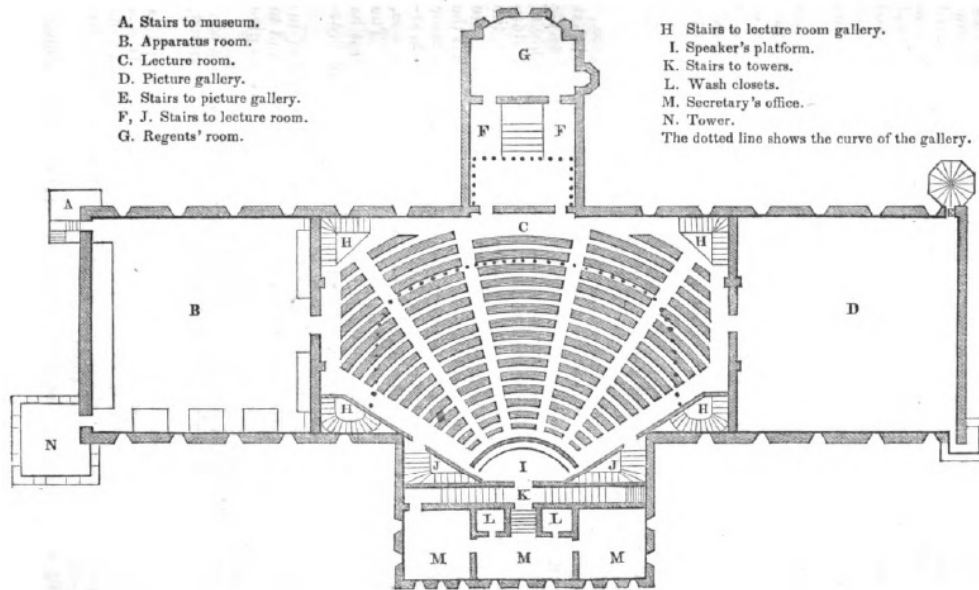 A. Stairs to museum.
B. Apparatus room.
C. Lecture room.
D. Picture gallery.
E. Stairs to picture gallery.
F, J. Stairs to lecture room.
G. Regents' room.
H Stairs to lecture room gallery.
I. Speaker's platform.
K. Stairs to towers.
L. Wash closets.
M. Secretary's office.
N. Tower.
The dotted line shows the curve of the gallery.
G
F F
A
E
C
H H
B
D
H H
N
J I J
K
L L
M M M